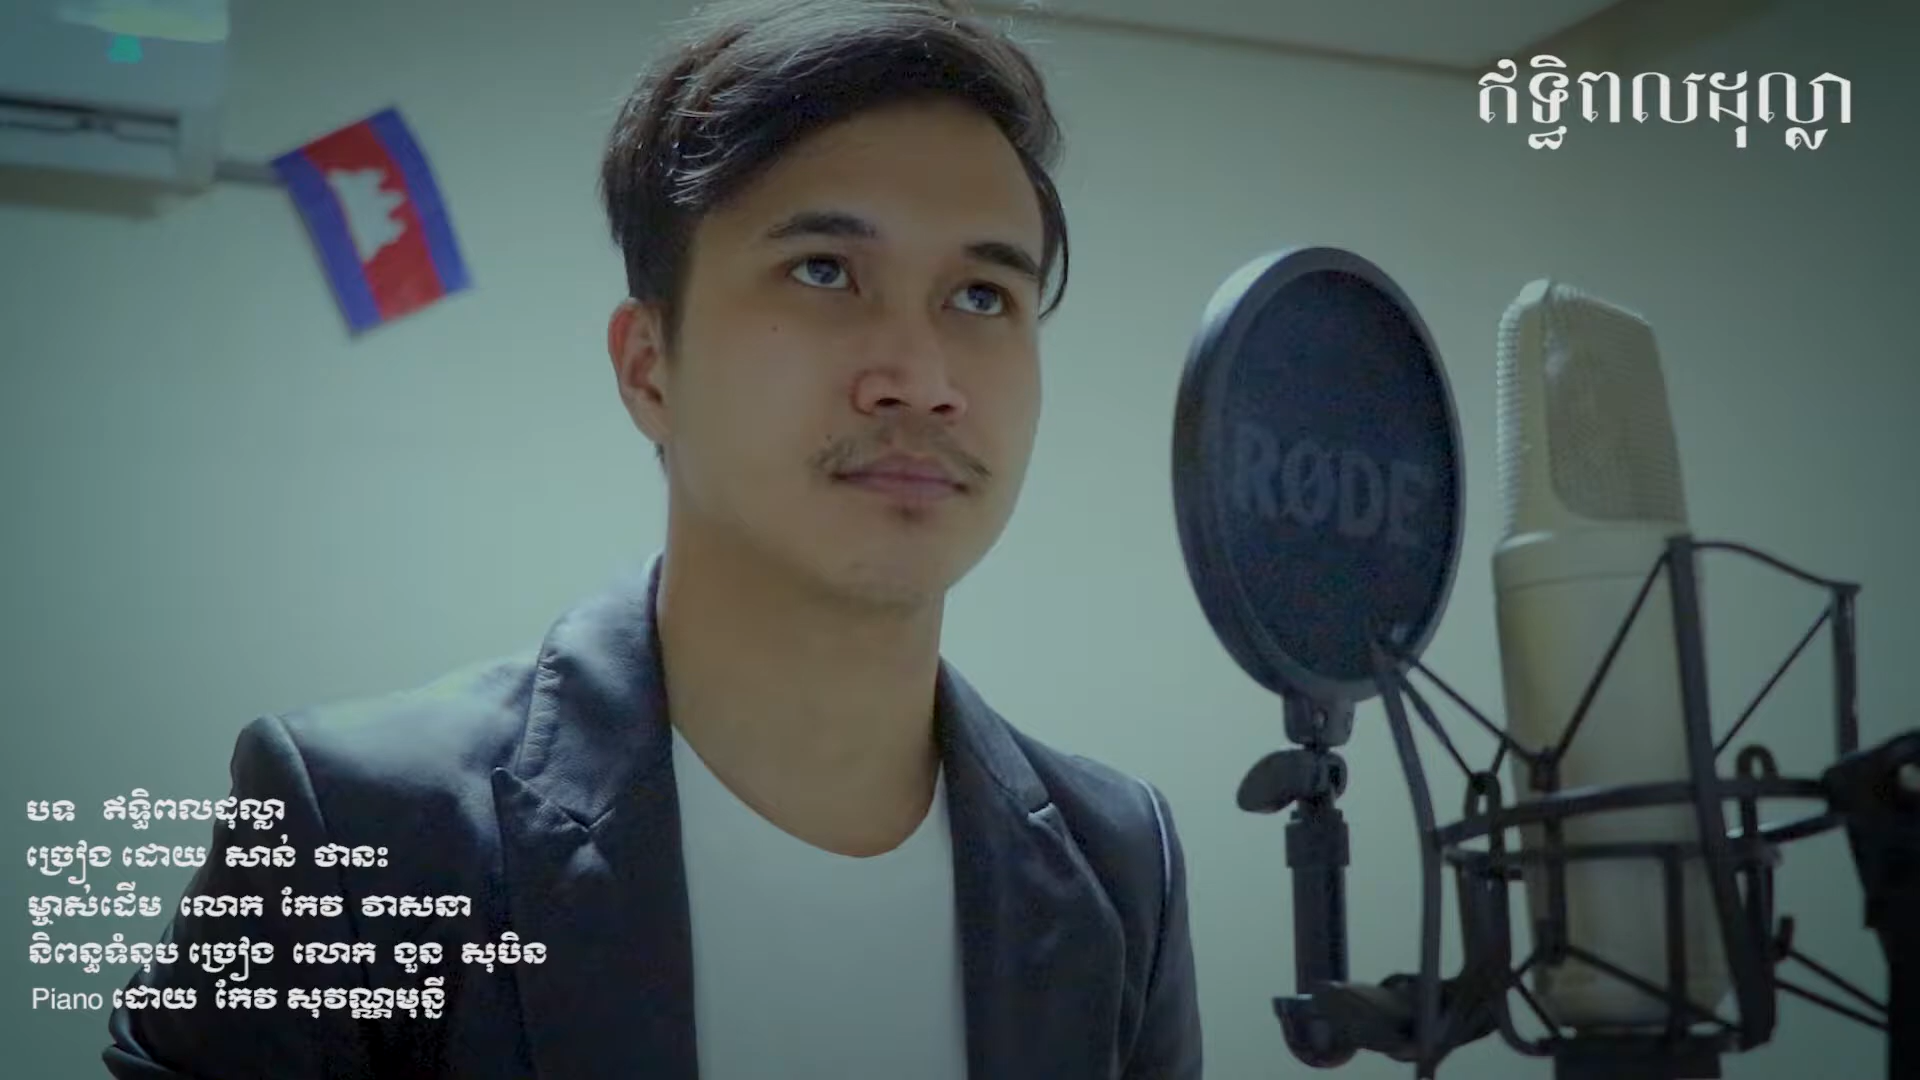 ឥទ្ធិពលដុល្លា
RØDE
បទ ឥទ្ធិពលដុល្លា
ច្រៀង ដោយ សាន់ ថានះ
ម្ចាស់ដើម លោក កែវ វាសនា
និពន្ធទំនុប ច្រៀង លោក ងួន សុបិន
Piano ដោយ កែវ សុវណ្ណមុន្នី